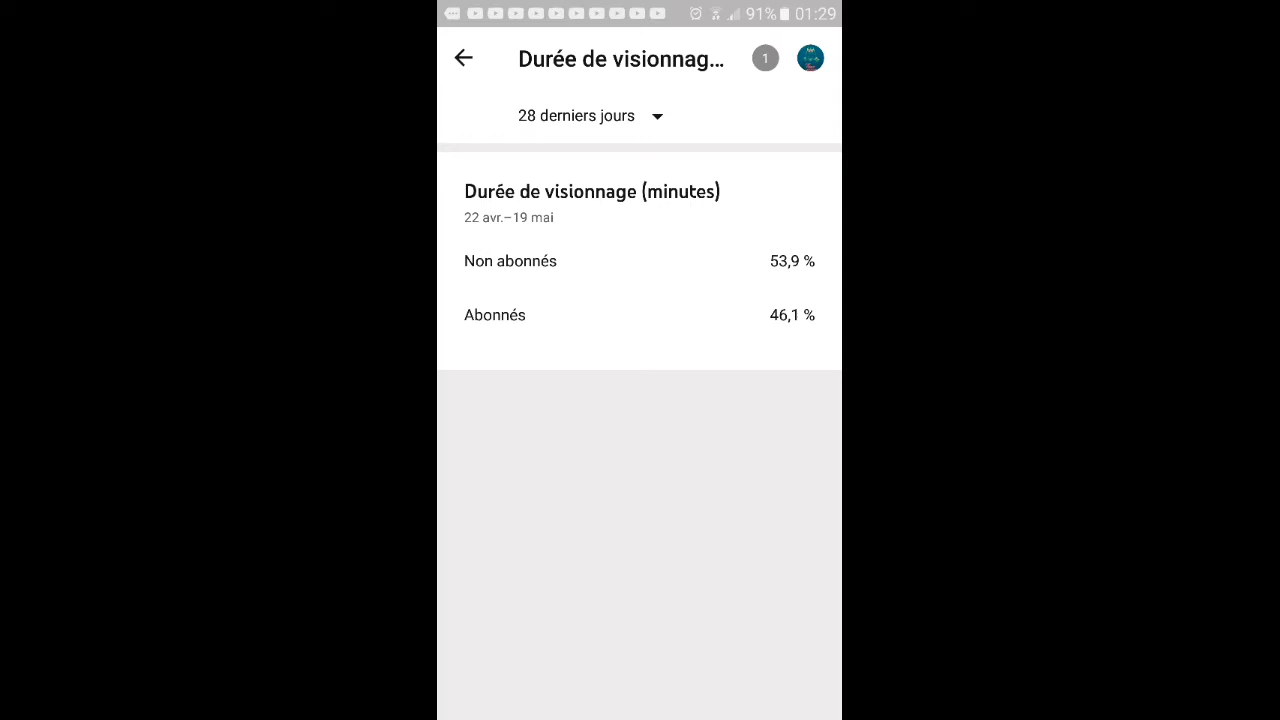 91% 01:29
Durée de visionnag...
1
28 derniers jours
Durée de visionnage (minutes)
22 avr.–19 mai
Non abonnés 53,9 %
Abonnés 46,1 %